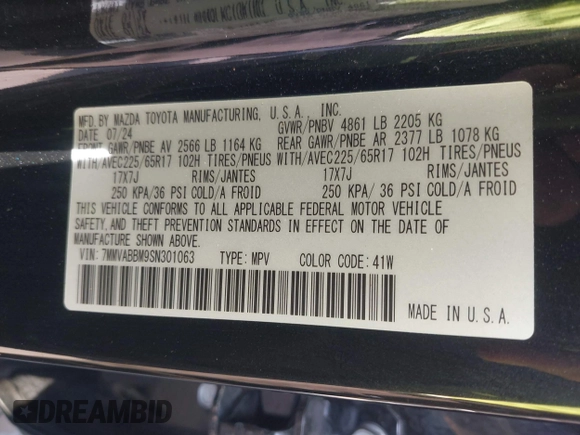 MFD. BY MAZDA TOYOTA MANUFACTURING, U.S.A., INC.
DATE 07/24 GVWR/PNBV 4861 LB 2205 KG
FRONT GAWR/PNBE AV 2566 LB 1164 KG REAR GAWR/PNBE AR 2377 LB 1078 KG
WITH/AVEC225/65R17 102H TIRES/PNEUS WITH/AVEC225/65R17 102H TIRES/PNEUS
17X7J RIMS/JANTES 17X7J RIMS/JANTES
250 KPA/36 PSI COLD/A FROID 250 KPA/ 36 PSI COLD/A FROID
THIS VEHICLE CONFORMS TO ALL APPLICABLE FEDERAL MOTOR VEHICLE
SAFETY, AND THEFT PREVENTION STANDARDS IN EFFECT ON THE DATE OF
MANUFACTURE SHOWN ABOVE.
VIN: 7MMVABBM9SN301063 TYPE: MPV COLOR CODE: 41W
MADE IN U.S.A.
DREAMBID